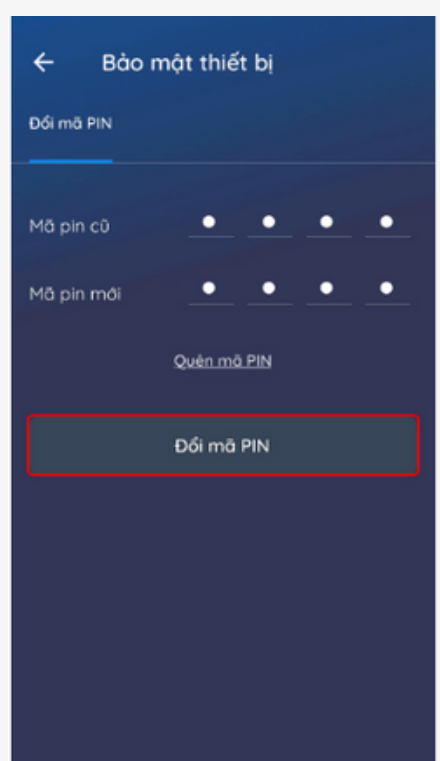 Bảo mật thiết bị
Đổi mã PIN
Mã pin cũ
Mã pin mới
Quên mã PIN
Đổi mã PIN